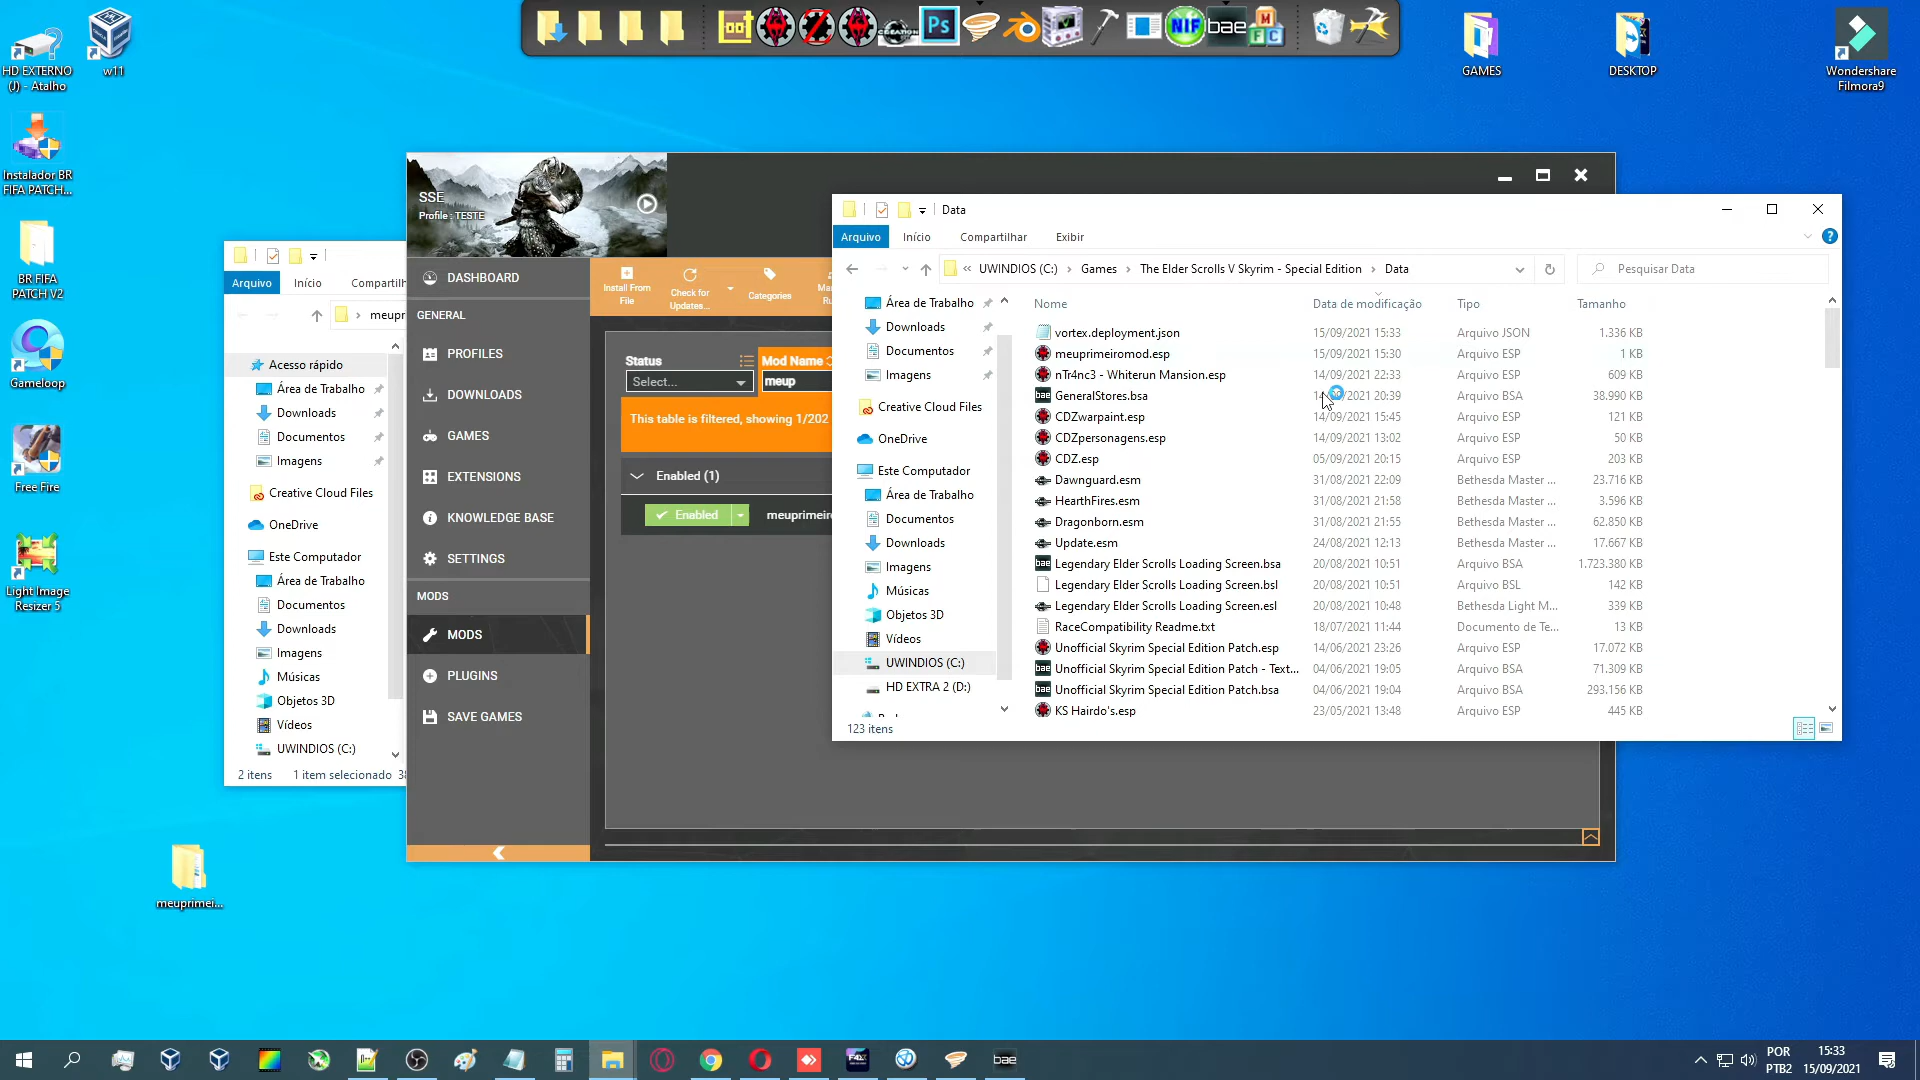 HD EXTERNO
(J) - Atalho
w11
Instalador BR
FIFA PATCH...
BR FIFA
PATCH V2
Gameloop
Free Fire
Light Image
Resizer 5
meuprimei...
Ps
NIF
bae
M
F C
GAMES
DESKTOP
Wondershare
Filmora9
Arquivo
Início
Compartilh
meupr
Acesso rápido
Área de Trabalho
Downloads
Documentos
Imagens
Creative Cloud Files
OneDrive
Este Computador
Área de Trabalho
Documentos
Downloads
Imagens
Músicas
Objetos 3D
Vídeos
UWINDIOS (C:)
2 itens 1 item selecionado
SSE
Profile : TESTE
DASHBOARD
GENERAL
PROFILES
DOWNLOADS
GAMES
EXTENSIONS
KNOWLEDGE BASE
SETTINGS
MODS
MODS
PLUGINS
SAVE GAMES
Install From
File
Check for
Updates...
Categories
Status
Mod Name
Select...
meup
This table is filtered, showing 1/202
Enabled (1)
Enabled
meuprimeir
Data
Arquivo
Início
Compartilhar
Exibir
« UWINDIOS (C:) › Games › The Elder Scrolls V Skyrim - Special Edition › Data
Pesquisar Data
Área de Trabalho
Downloads
Documentos
Imagens
Creative Cloud Files
OneDrive
Este Computador
Área de Trabalho
Documentos
Downloads
Imagens
Músicas
Objetos 3D
Vídeos
UWINDIOS (C:)
HD EXTRA 2 (D:)
Nome Data de modificação Tipo Tamanho
vortex.deployment.json 15/09/2021 15:33 Arquivo JSON 1.336 KB
meuprimeiromod.esp 15/09/2021 15:30 Arquivo ESP 1 KB
nTr4nc3 - Whiterun Mansion.esp 14/09/2021 22:33 Arquivo ESP 609 KB
GeneralStores.bsa 20:39 Arquivo BSA 38.990 KB
CDZwarpaint.esp 14/09/2021 15:45 Arquivo ESP 121 KB
CDZpersonagens.esp 14/09/2021 13:02 Arquivo ESP 50 KB
CDZ.esp 05/09/2021 20:15 Arquivo ESP 203 KB
Dawnguard.esm 31/08/2021 22:09 Bethesda Master ... 23.716 KB
HearthFires.esm 31/08/2021 21:58 Bethesda Master ... 3.596 KB
Dragonborn.esm 31/08/2021 21:55 Bethesda Master ... 62.850 KB
Update.esm 24/08/2021 12:13 Bethesda Master ... 17.667 KB
Legendary Elder Scrolls Loading Screen.bsa 20/08/2021 10:51 Arquivo BSA 1.723.380 KB
Legendary Elder Scrolls Loading Screen.bsl 20/08/2021 10:51 Arquivo BSL 142 KB
Legendary Elder Scrolls Loading Screen.esl 20/08/2021 10:48 Bethesda Light M... 339 KB
RaceCompatibility Readme.txt 18/07/2021 11:44 Documento de Te... 13 KB
Unofficial Skyrim Special Edition Patch.esp 14/06/2021 23:26 Arquivo ESP 17.072 KB
Unofficial Skyrim Special Edition Patch - Text... 04/06/2021 19:05 Arquivo BSA 71.309 KB
Unofficial Skyrim Special Edition Patch.bsa 04/06/2021 19:04 Arquivo BSA 293.156 KB
KS Hairdo's.esp 23/05/2021 13:48 Arquivo ESP 445 KB
123 itens
bae
POR
PTB2
15:33
15/09/2021